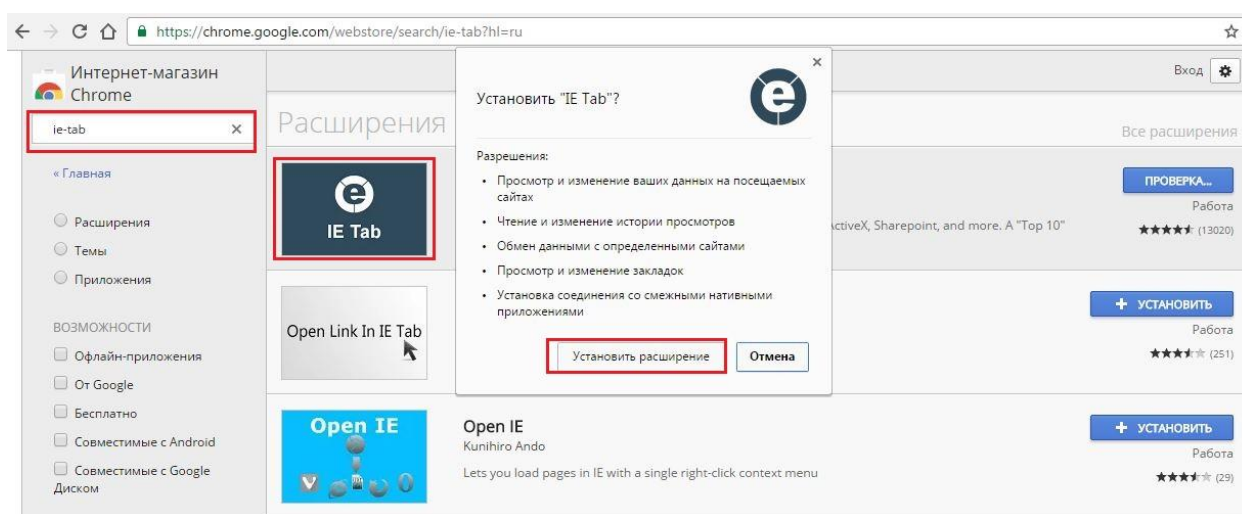 https://chrome.google.com/webstore/search/ie-tab?hl=ru
Интернет-магазин
Chrome
Вход
ie-tab
« Главная
Расширения
Темы
Приложения
ВОЗМОЖНОСТИ
Офлайн-приложения
От Google
Бесплатно
Совместимые с Android
Совместимые с Google
Диском
Расширения
Все расширения
IE Tab
ActiveX, Sharepoint, and more. A "Top 10"
ПРОВЕРКА...
Работа
(13020)
Установить "IE Tab"?
Разрешения:
• Просмотр и изменение ваших данных на посещаемых
сайтах
• Чтение и изменение истории просмотров
• Обмен данными с определенными сайтами
• Просмотр и изменение закладок
• Установка соединения со смежными нативными
приложениями
Установить расширение
Отмена
Open Link In IE Tab
+ УСТАНОВИТЬ
Работа
(251)
Open IE
Open IE
Kunihiro Ando
Lets you load pages in IE with a single right-click context menu
+ УСТАНОВИТЬ
Работа
(29)